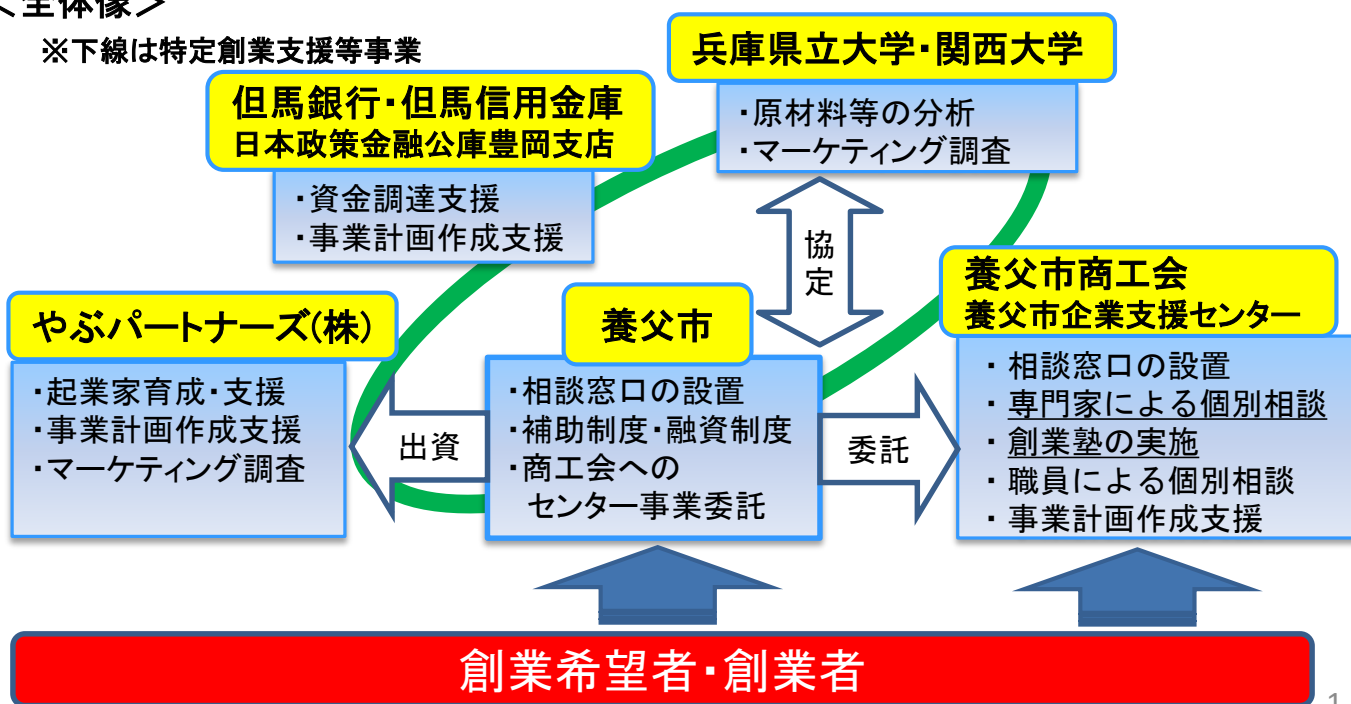 ＜全体像＞
※下線は特定創業支援等事業
兵庫県立大学・関西大学
・原材料等の分析
・マーケティング調査
但馬銀行・但馬信用金庫
日本政策金融公庫豊岡支店
・資金調達支援
・事業計画作成支援
協定
やぶパートナーズ(株)
・起業家育成・支援
・事業計画作成支援
・マーケティング調査
出資
養父市
・相談窓口の設置
・補助制度・融資制度
・商工会への
センター事業委託
委託
養父市商工会
養父市企業支援センター
・ 相談窓口の設置
・ 専門家による個別相談
・ 創業塾の実施
・ 職員による個別相談
・ 事業計画作成支援
創業希望者・創業者
1